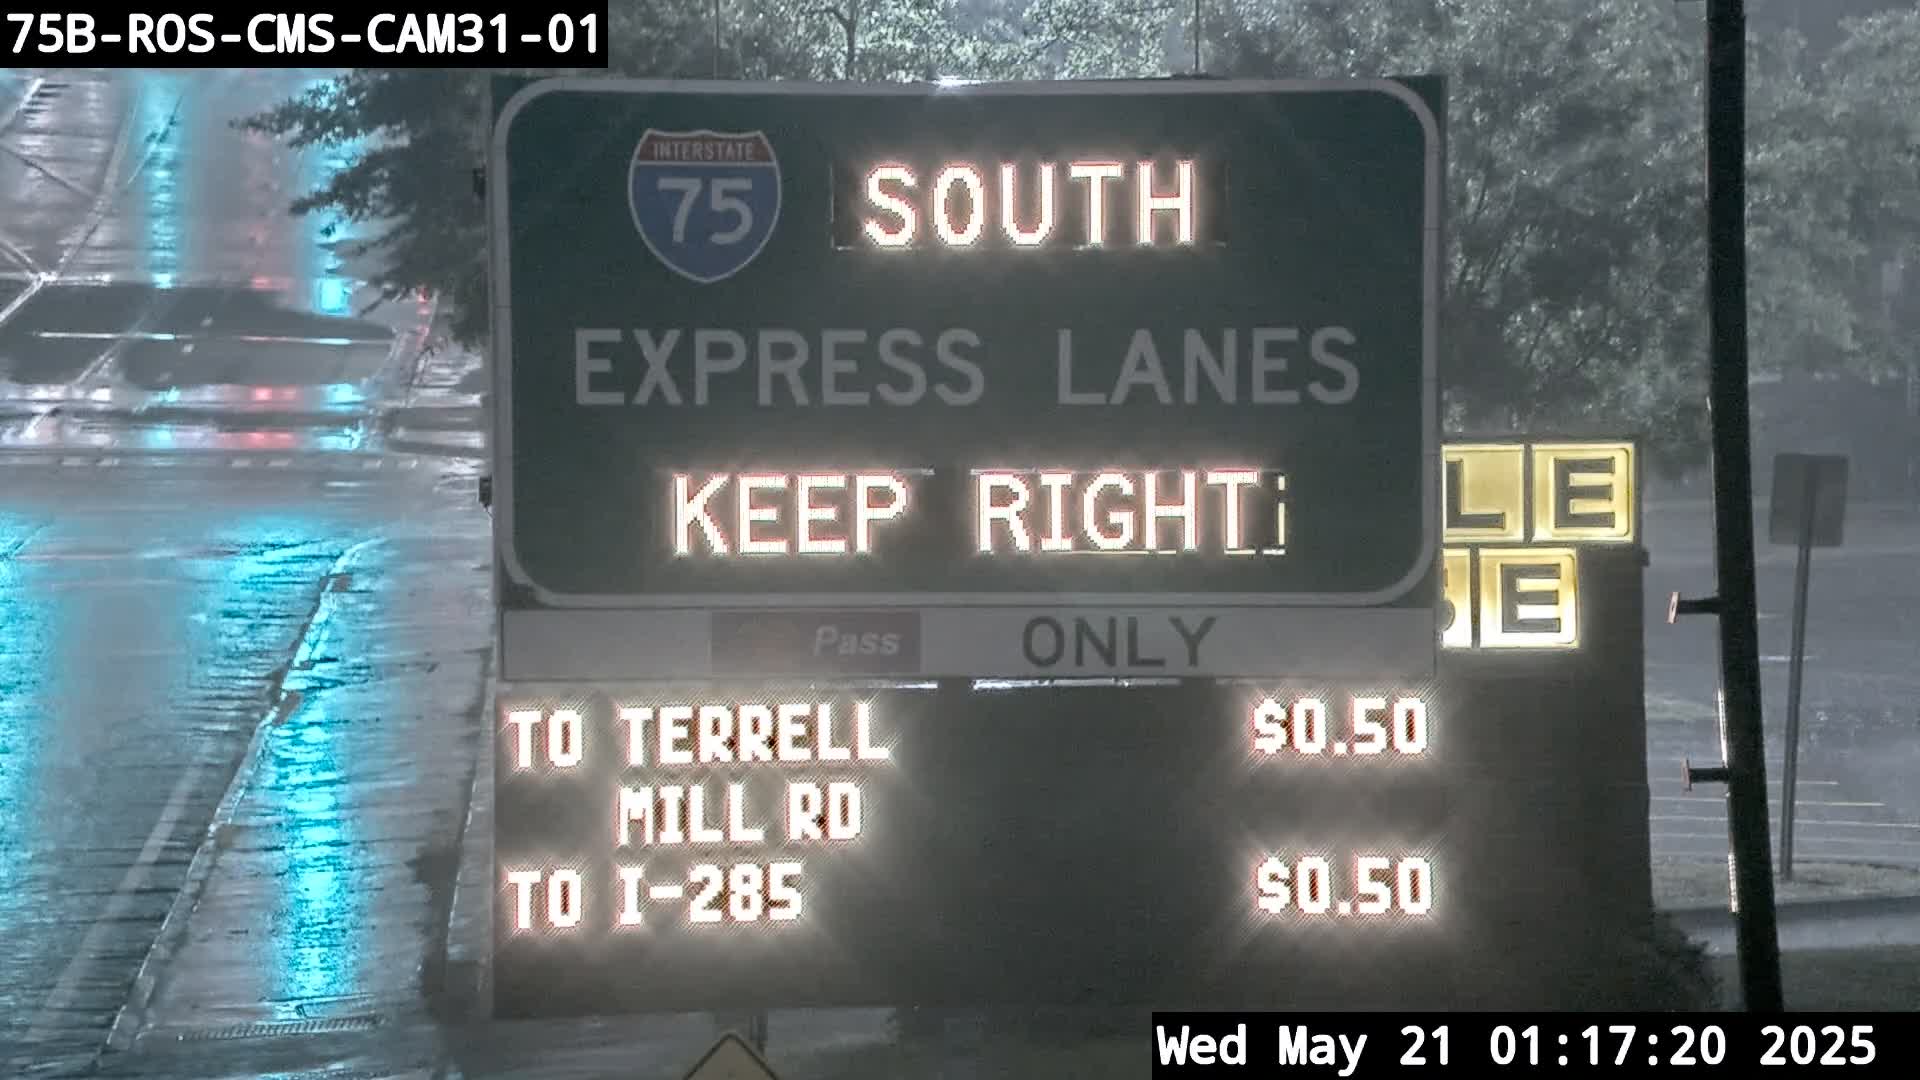 75B-ROS-CMS-CAM31-01
INTERSTATE
75
SOUTH
EXPRESS LANES
KEEP RIGHT
Pass ONLY
TO TERRELL $0.50
MILL RD
TO I-285 $0.50
LE
E
Wed May 21 01:17:20 2025